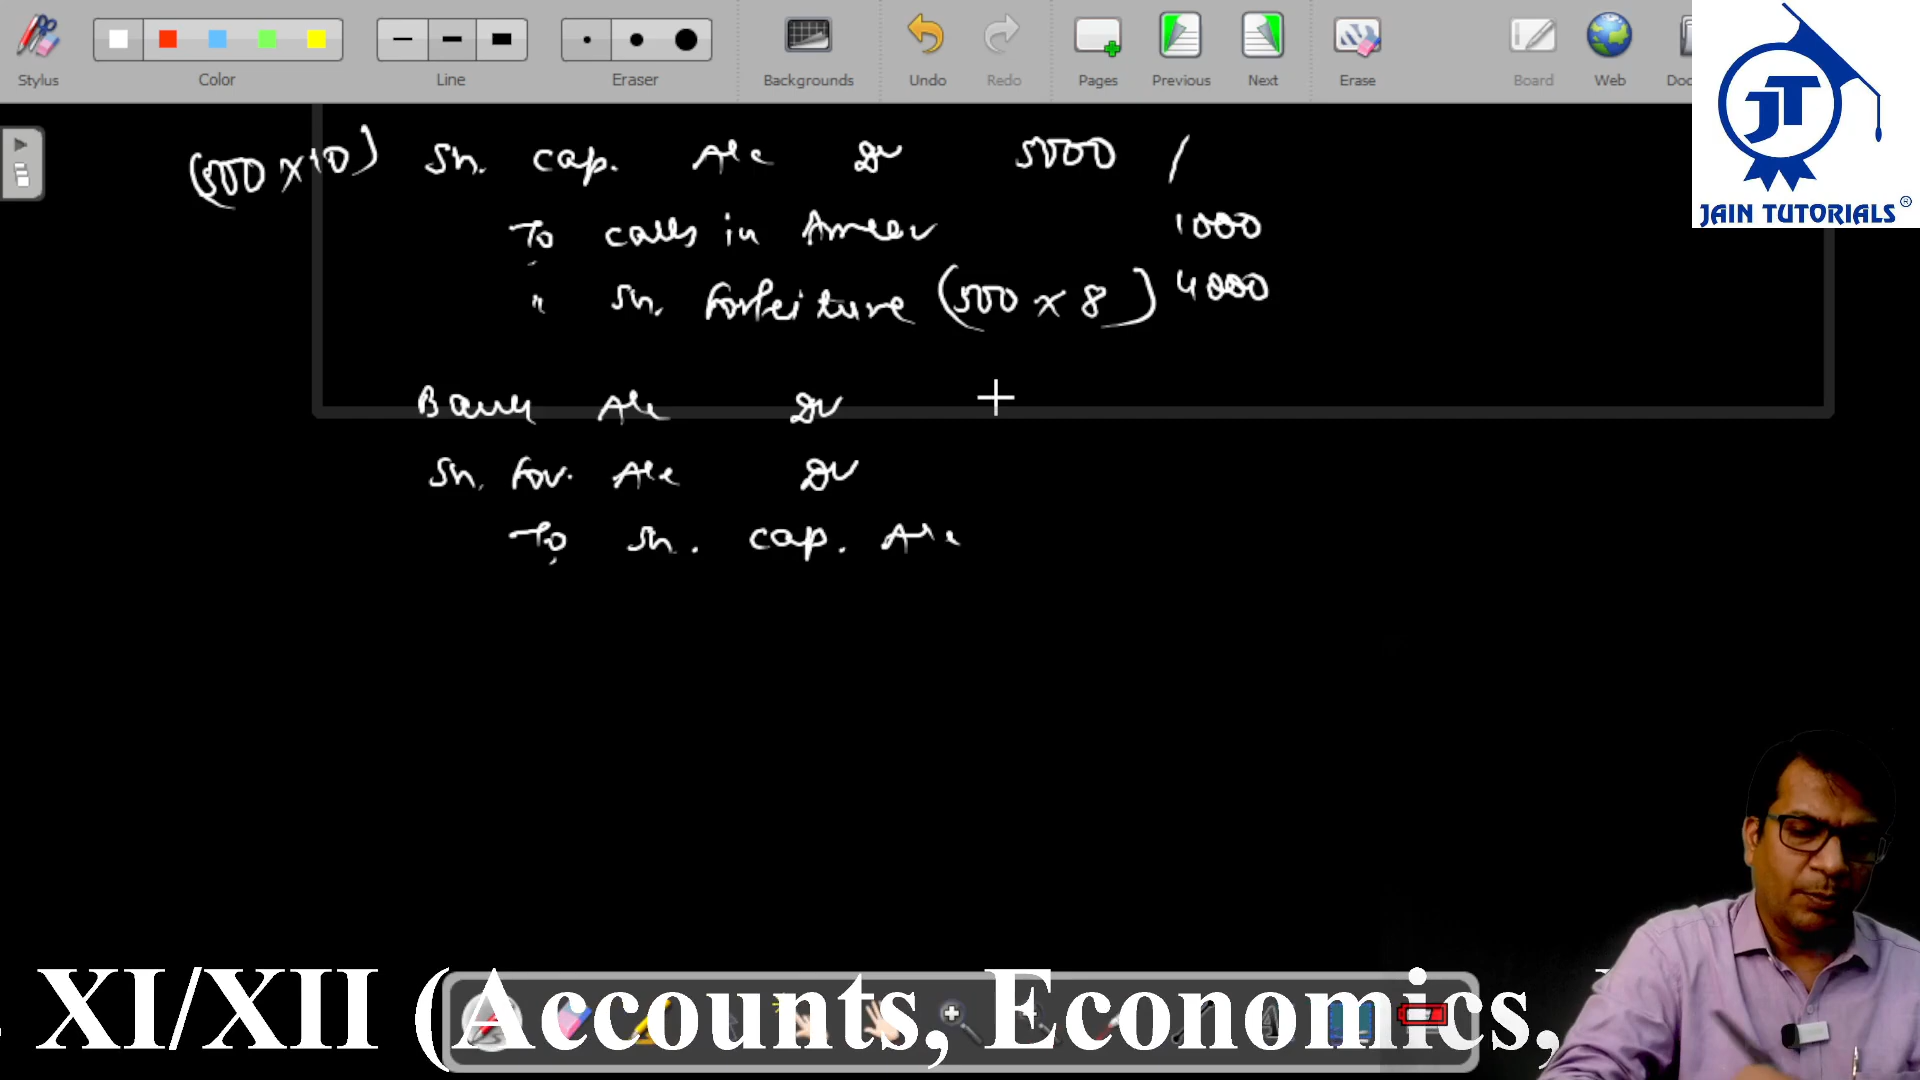 Stylus Color Line Eraser Backgrounds Undo Redo Pages Previous Next Erase Board Web
JT
JAIN TUTORIALS®
(500 × 10) Sh. cap. A/c Dr 5000 /
To calls in Arrear 1000
" Sh. Forfeiture (500 × 8) 4000
Bank A/c Dr
Sh. For. A/c Dr
To Sh. cap. A/c
XI/XII (Accounts, Economics,